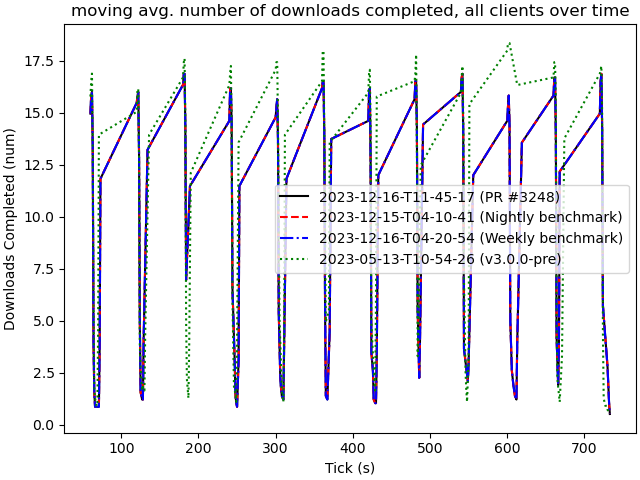 moving avg. number of downloads completed, all clients over time
Downloads Completed (num)
17.5
15.0
12.5
10.0
7.5
5.0
2.5
0.0
2023-12-16-T11-45-17 (PR #3248)
2023-12-15-T04-10-41 (Nightly benchmark)
2023-12-16-T04-20-54 (Weekly benchmark)
2023-05-13-T10-54-26 (v3.0.0-pre)
100 200 300 400 500 600 700
Tick (s)